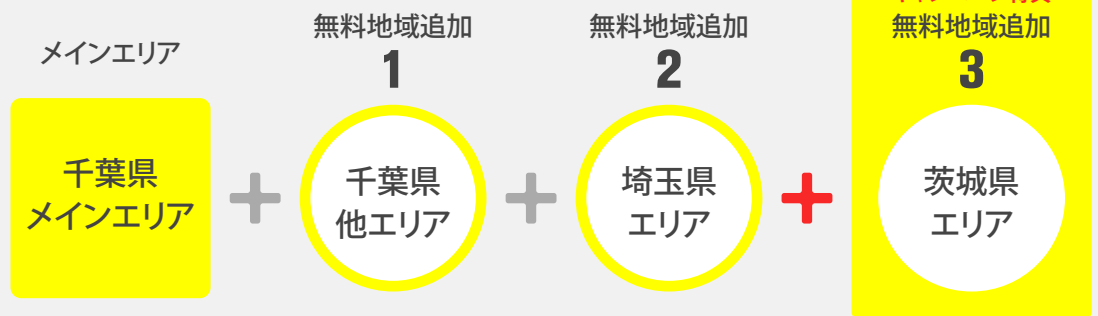 メインエリア
千葉県
メインエリア
無料地域追加
1
千葉県
他エリア
無料地域追加
2
埼玉県
エリア
無料地域追加
3
茨城県
エリア